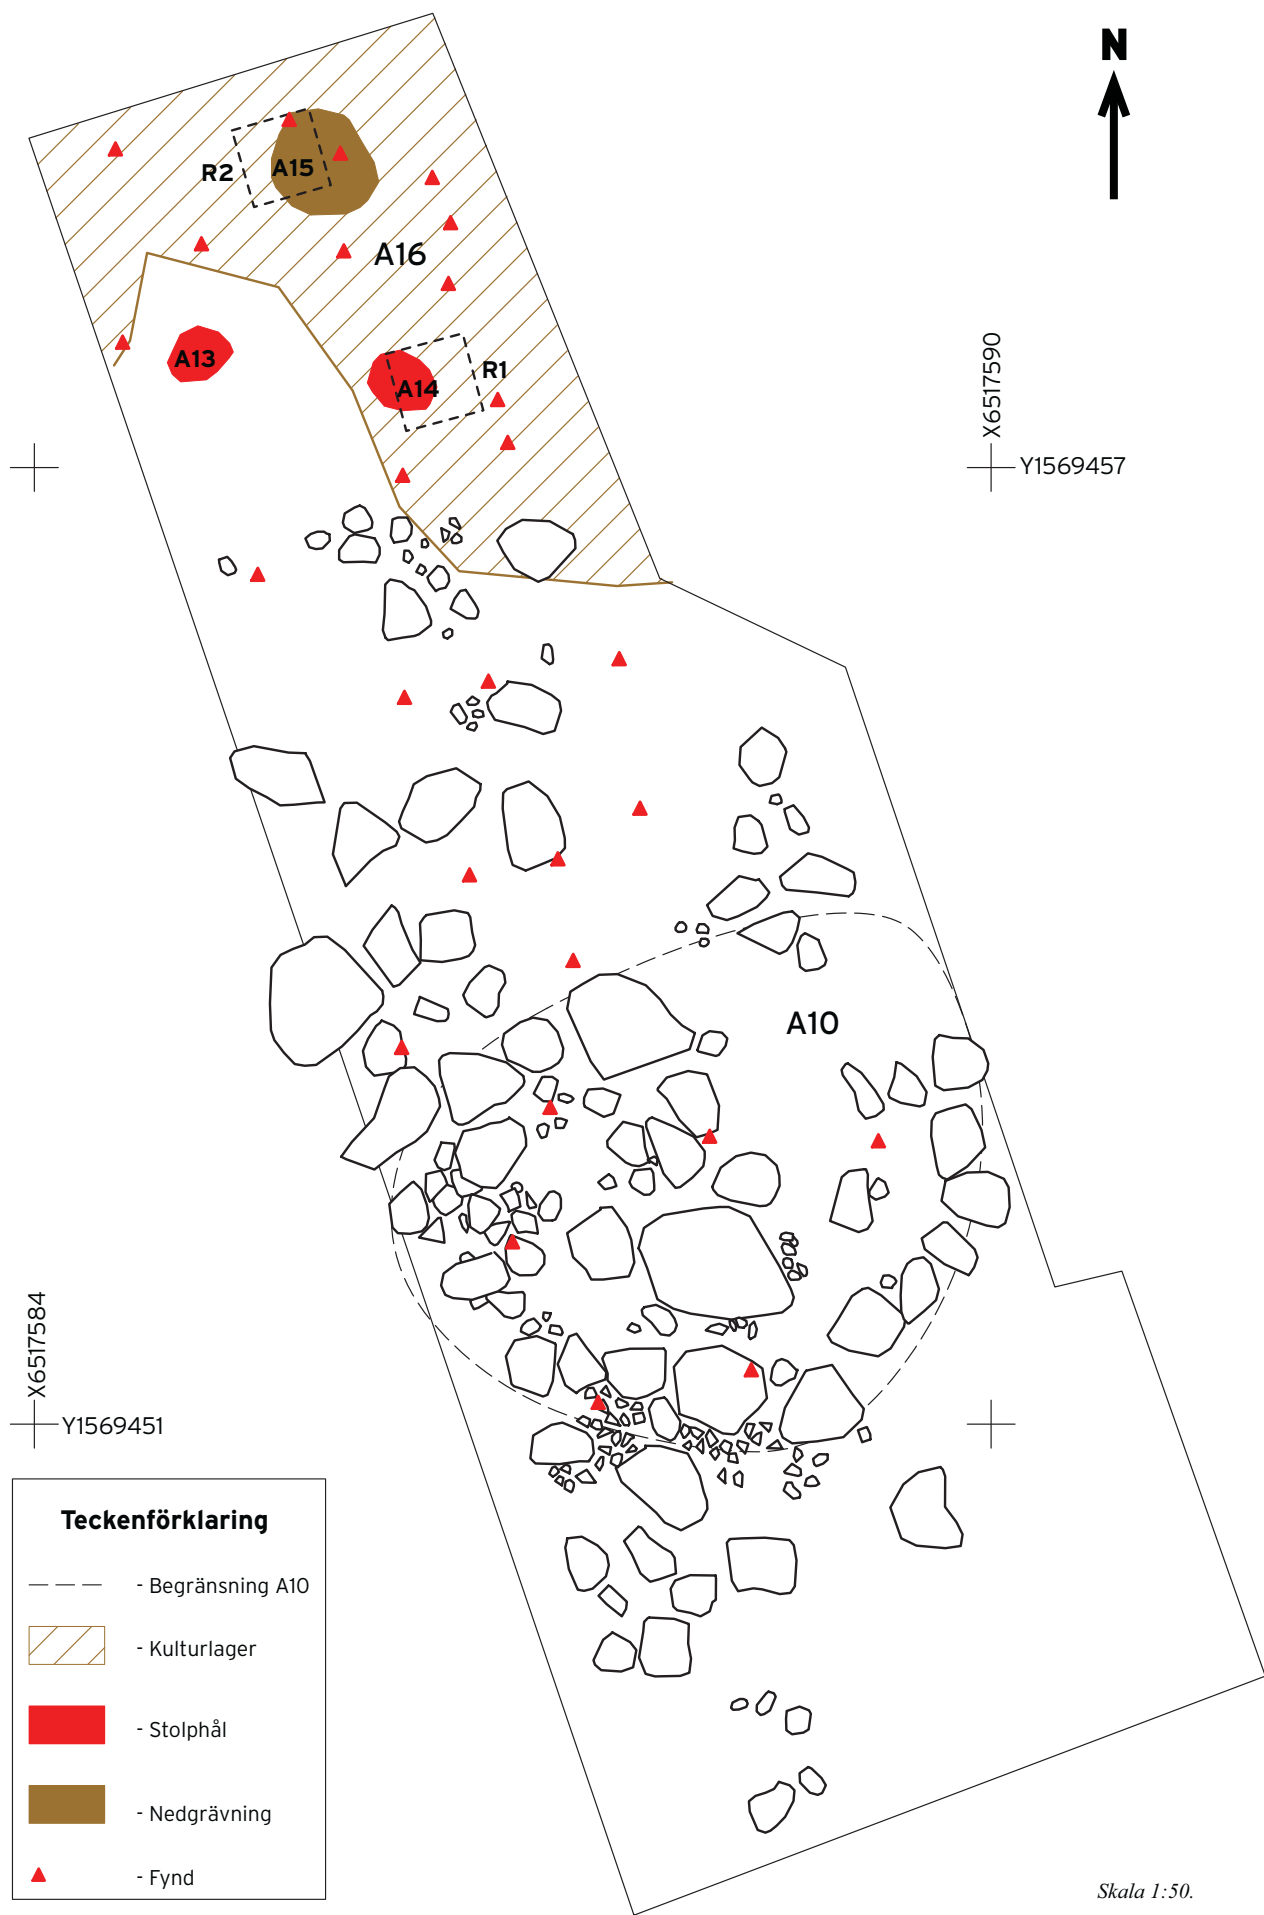 N
A15
R2
A16
A13
A14
R1
X6517590
Y1569457
A10
X6517584
Y1569451
Teckenförklaring
- Begränsning A10
- Kulturlager
- Stolphål
- Nedgrävning
- Fynd
Skala 1:50.